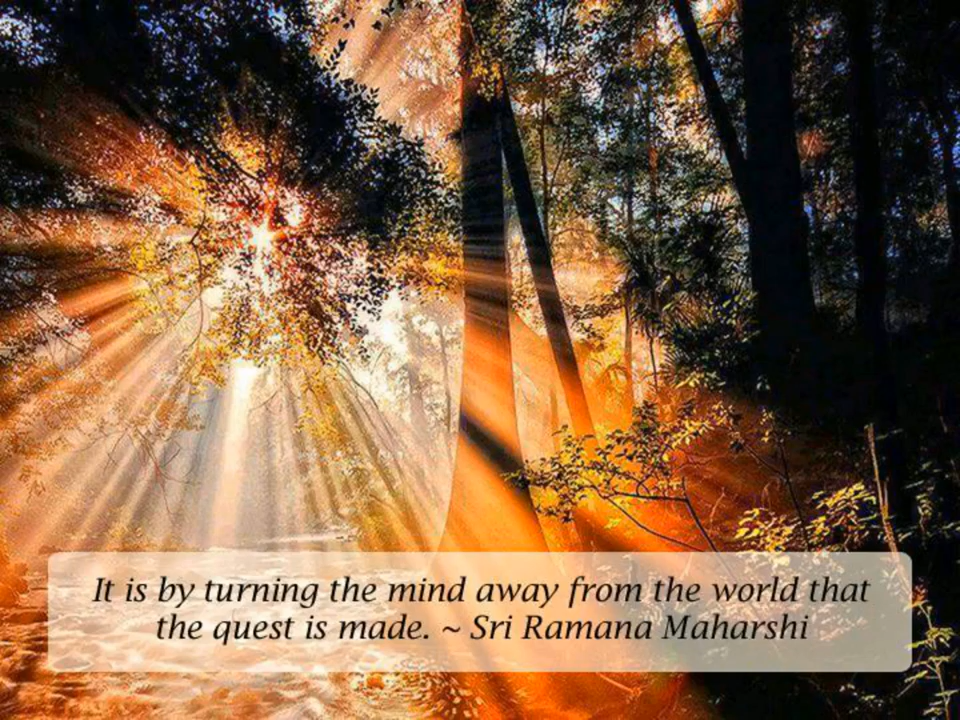 It is by turning the mind away from the world that
the quest is made. ~ Sri Ramana Maharshi